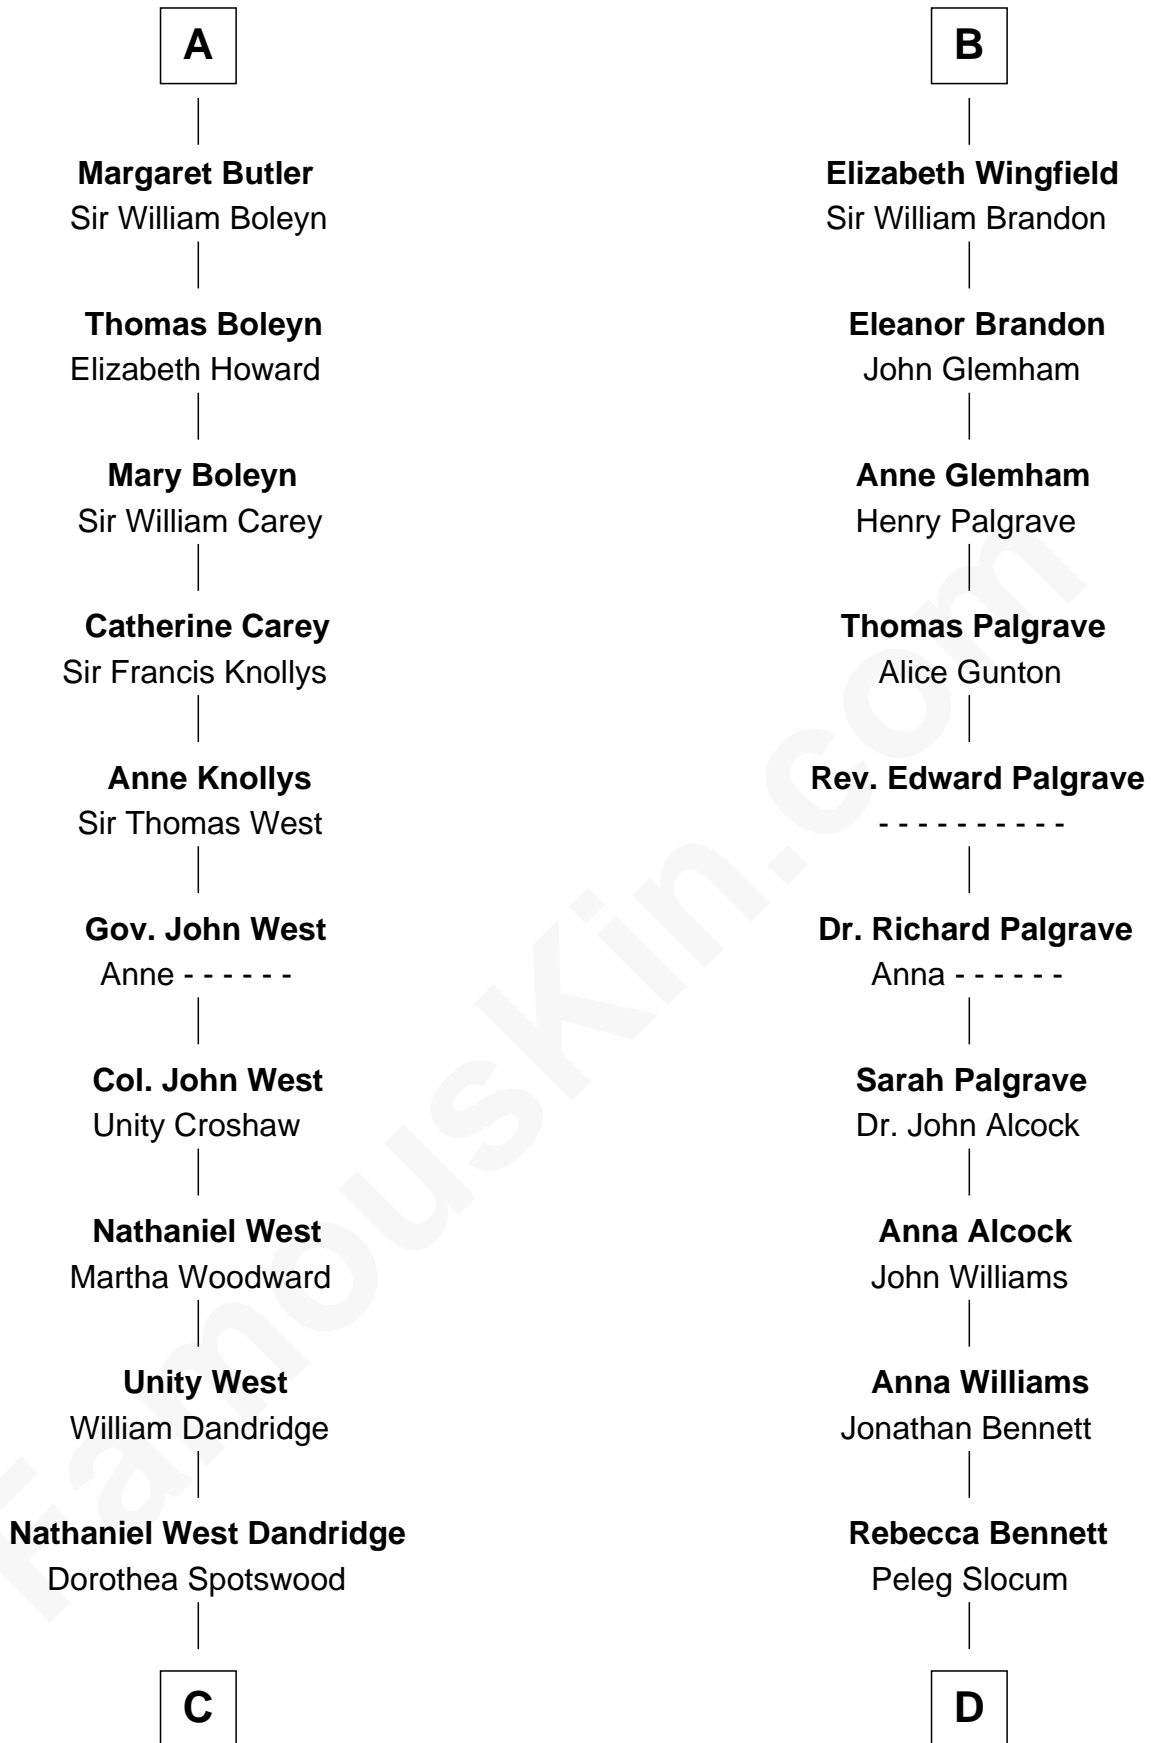 A
Margaret Butler
Sir William Boleyn
Thomas Boleyn
Elizabeth Howard
Mary Boleyn
Sir William Carey
Catherine Carey
Sir Francis Knollys
Anne Knollys
Sir Thomas West
Gov. John West
Anne - - - - - -
Col. John West
Unity Croshaw
Nathaniel West
Martha Woodward
Unity West
William Dandridge
Nathaniel West Dandridge
Dorothea Spotswood
C
B
Elizabeth Wingfield
Sir William Brandon
Eleanor Brandon
John Glemham
Anne Glemham
Henry Palgrave
Thomas Palgrave
Alice Gunton
Rev. Edward Palgrave
- - - - - - - - - -
Dr. Richard Palgrave
Anna - - - - - -
Sarah Palgrave
Dr. John Alcock
Anna Alcock
John Williams
Anna Williams
Jonathan Bennett
Rebecca Bennett
Peleg Slocum
D
FamousKin.com